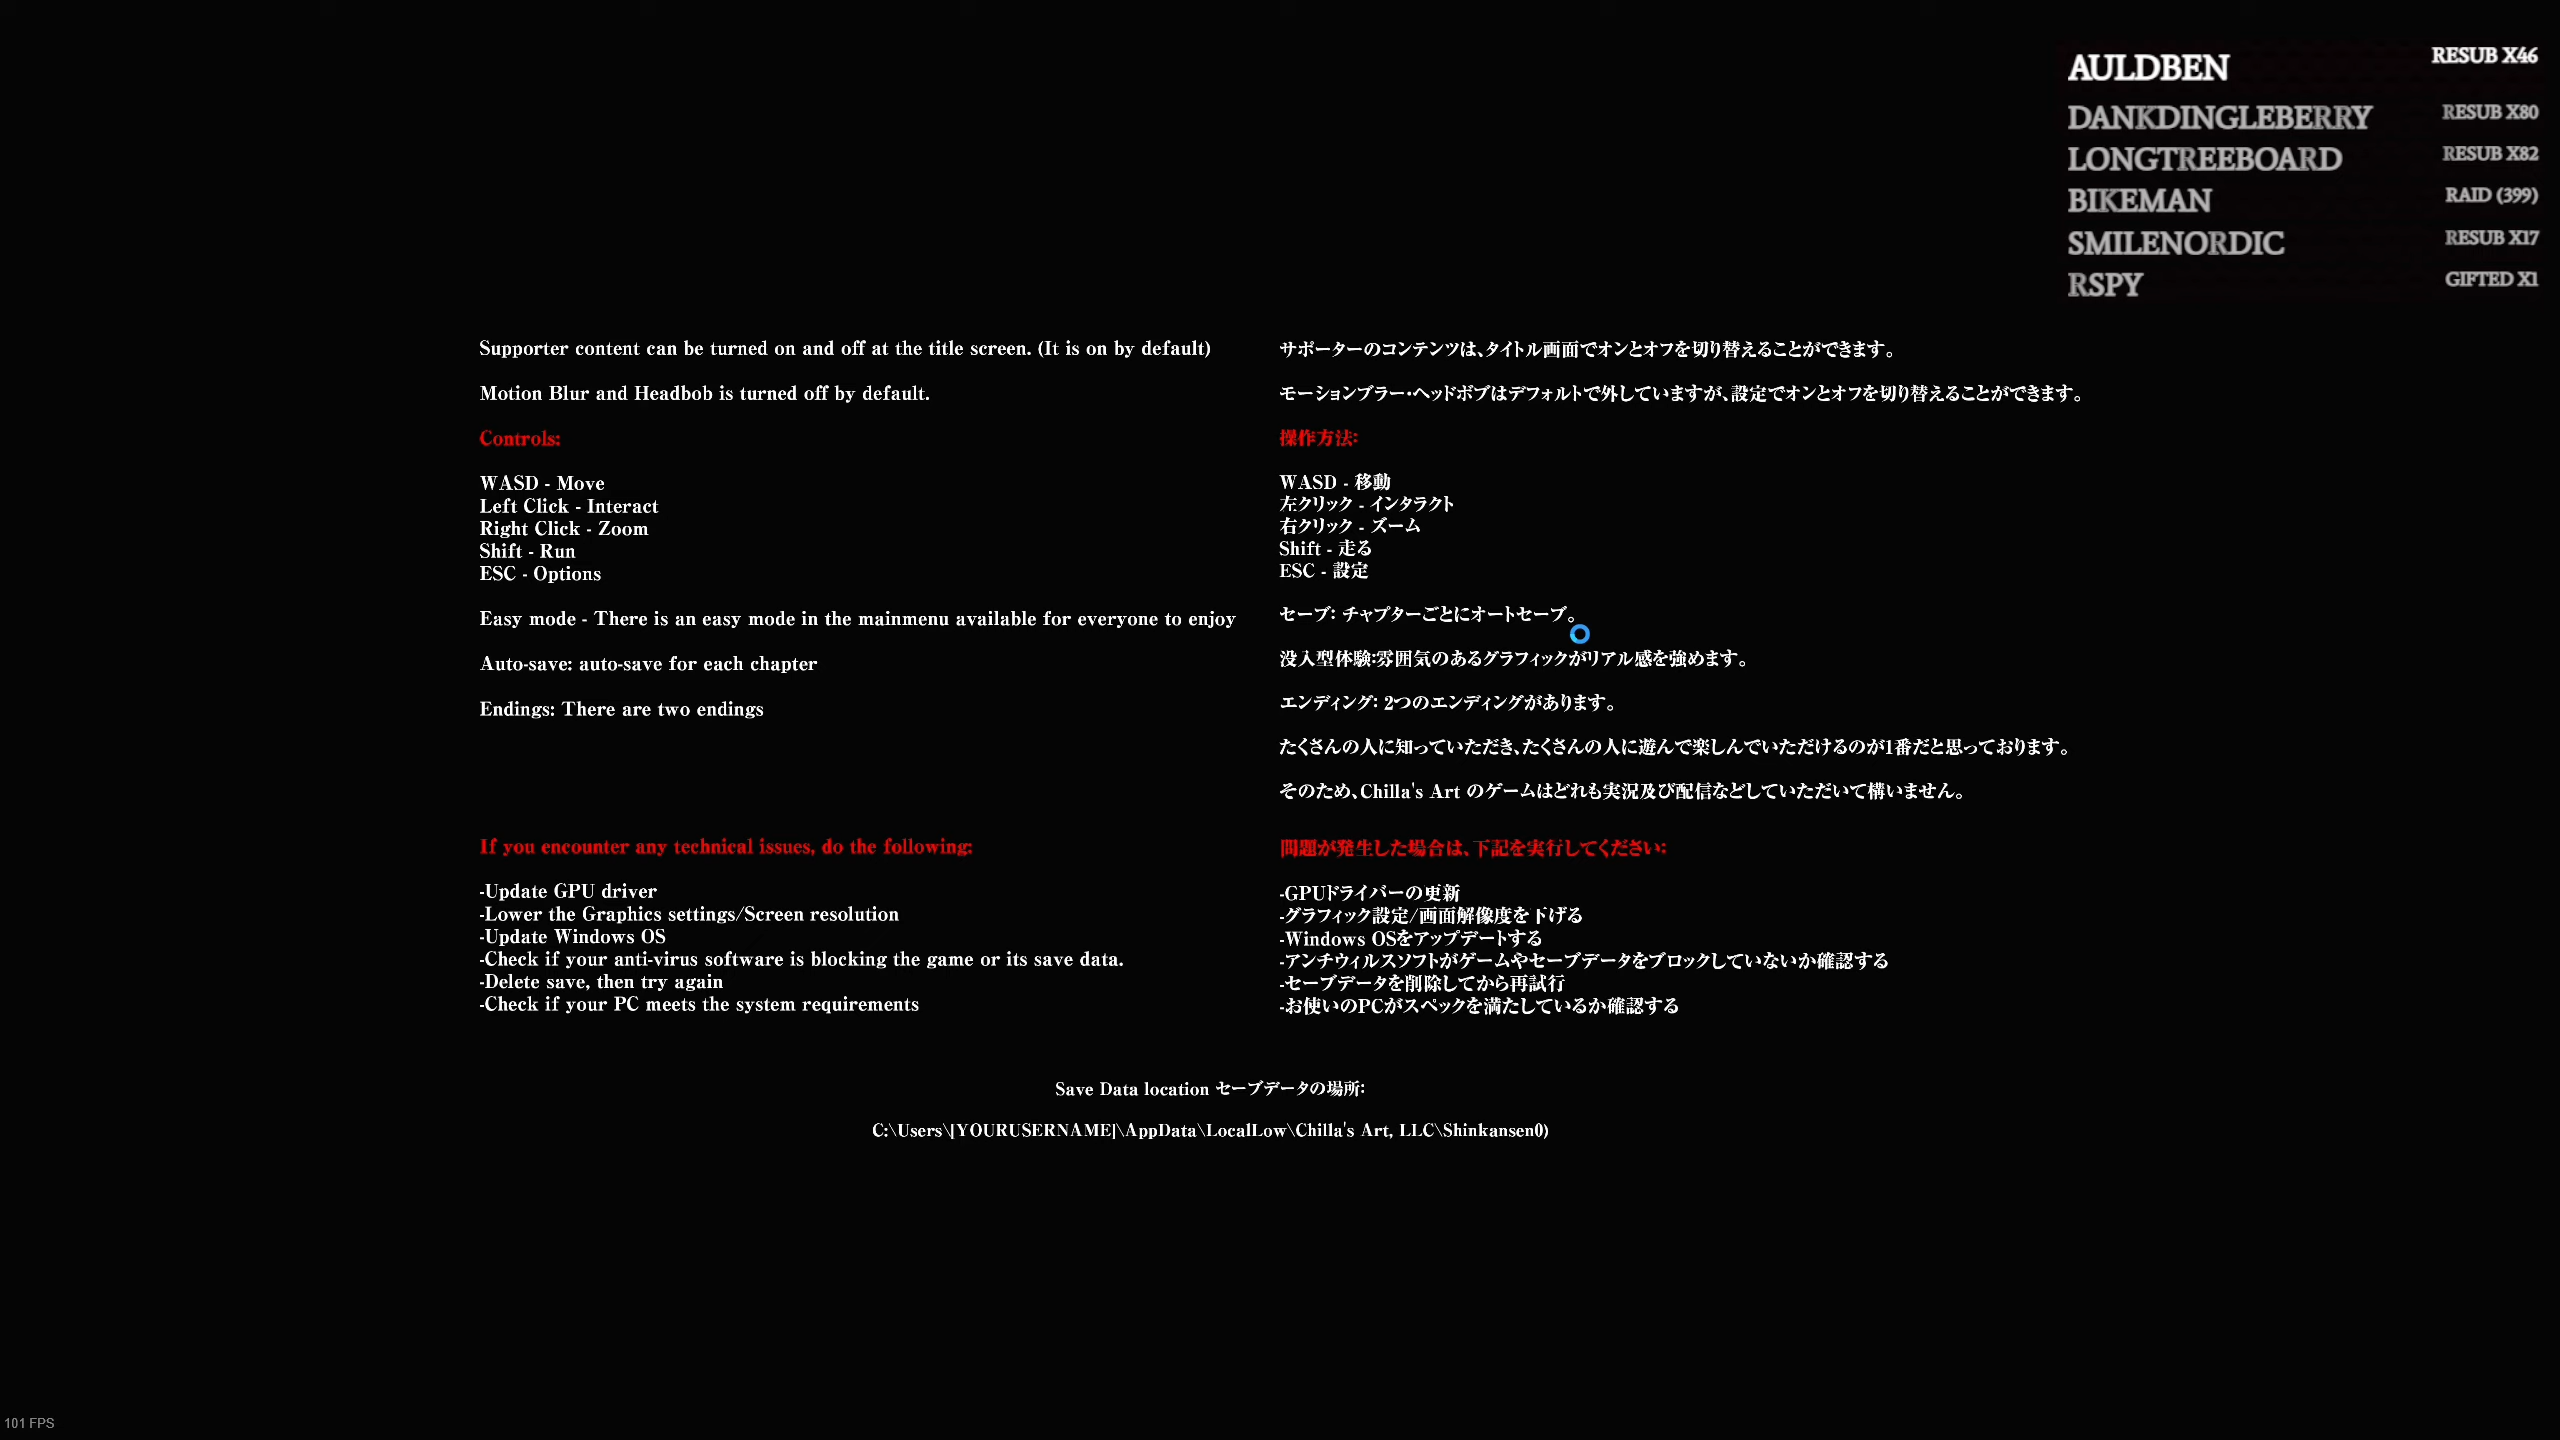 AULDBEN RESUB X46
DANKDINGLEBERRY RESUB X80
LONGTREEBOARD RESUB X82
BIKEMAN RAID (399)
SMILENORDIC RESUB X17
RSPY GIFTED X1
Supporter content can be turned on and off at the title screen. (It is on by default)
Motion Blur and Headbob is turned off by default.
Controls:
WASD - Move
Left Click - Interact
Right Click - Zoom
Shift - Run
ESC - Options
Easy mode - There is an easy mode in the mainmenu available for everyone to enjoy
Auto-save: auto-save for each chapter
Endings: There are two endings
If you encounter any technical issues, do the following:
-Update GPU driver
-Lower the Graphics settings/Screen resolution
-Update Windows OS
-Check if your anti-virus software is blocking the game or its save data.
-Delete save, then try again
-Check if your PC meets the system requirements
サポーターのコンテンツは、タイトル画面でオンとオフを切り替えることができます。
モーションブラー・ヘッドボブはデフォルトで外していますが、設定でオンとオフを切り替えることができます。
操作方法:
WASD - 移動
左クリック - インタラクト
右クリック - ズーム
Shift - 走る
ESC - 設定
セーブ: チャプターごとにオートセーブ。
没入型体験:雰囲気のあるグラフィックがリアル感を強めます。
エンディング: 2つのエンディングがあります。
たくさんの人に知っていただき、たくさんの人に遊んで楽しんでいただけるのが1番だと思っております。
そのため、Chilla's Art のゲームはどれも実況及び配信などしていただいて構いません。
問題が発生した場合は、下記を実行してください:
-GPUドライバーの更新
-グラフィック設定/画面解像度を下げる
-Windows OSをアップデートする
-アンチウィルスソフトがゲームやセーブデータをブロックしていないか確認する
-セーブデータを削除してから再試行
-お使いのPCがスペックを満たしているか確認する
Save Data location セーブデータの場所:
C:\Users\[YOURUSERNAME]\AppData\LocalLow\Chilla's Art, LLC\Shinkansen0)
101 FPS